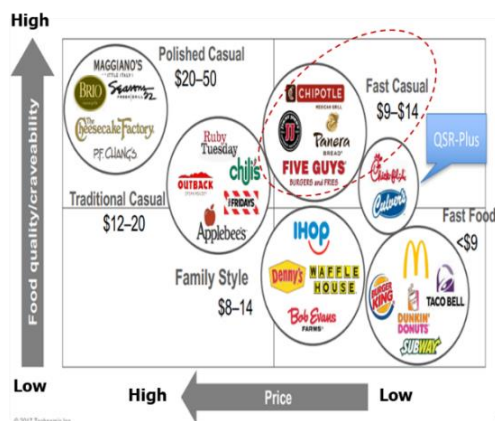 High
Food quality/craveability
Low
Polished Casual
$20–50
MAGGIANO'S
LITTLE ITALY
BRIO
Seasons 52
The Cheesecake Factory
P.F. CHANG'S
Traditional Casual
$12–20
Ruby
Tuesday
chili's
OUTBACK
STEAKHOUSE
FRIDAYS
Applebee's
CHIPOTLE
MEXICAN GRILL
Panera
BREAD
FIVE GUYS
BURGERS and FRIES
Fast Casual
$9–$14
QSR-Plus
Chick-fil-A
Culver's
Family Style
$8–14
IHOP
Denny's
WAFFLE
HOUSE
Bob Evans
FARMS
Fast Food
<$9
BURGER
KING
TACO BELL
DUNKIN'
DONUTS
SUBWAY
High
Price
Low